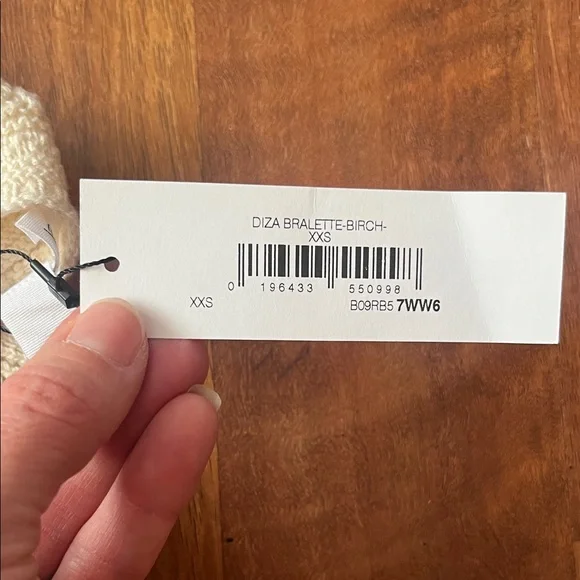 DIZA BRALETTE-BIRCH-
XXS
0 196433 550998
XXS B09RB5 7WW6